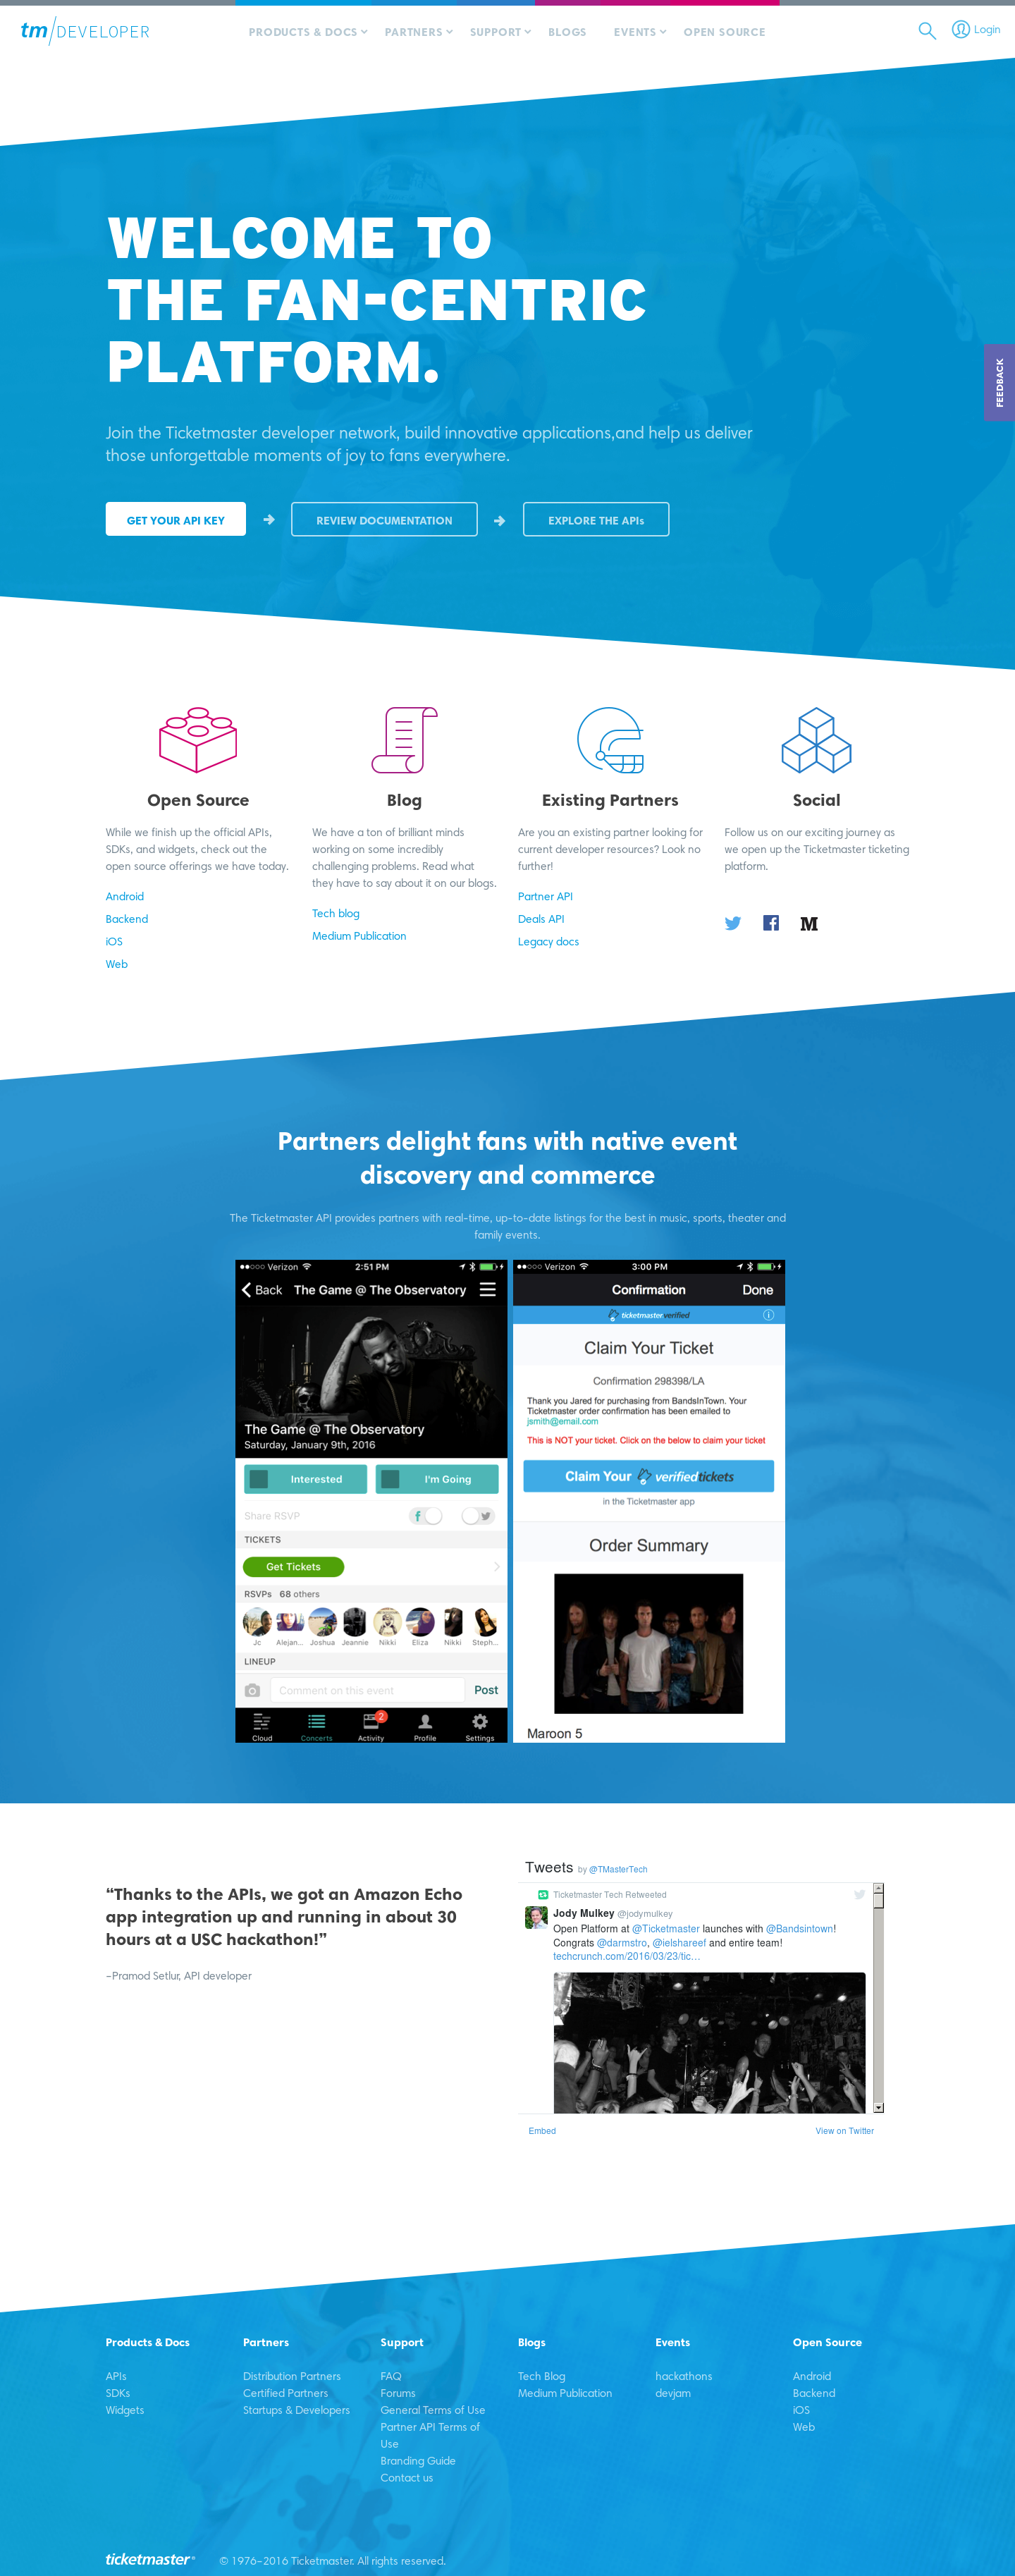 tm/DEVELOPER
PRODUCTS & DOCS
PARTNERS
SUPPORT
BLOGS
EVENTS
OPEN SOURCE
Login
WELCOME TO
THE FAN-CENTRIC
PLATFORM.
FEEDBACK
Join the Ticketmaster developer network, build innovative applications,and help us deliver
those unforgettable moments of joy to fans everywhere.
GET YOUR API KEY
REVIEW DOCUMENTATION
EXPLORE THE APIs
Open Source
While we finish up the official APIs,
SDKs, and widgets, check out the
open source offerings we have today.
Android
Backend
iOS
Web
Blog
We have a ton of brilliant minds
working on some incredibly
challenging problems. Read what
they have to say about it on our blogs.
Tech blog
Medium Publication
Existing Partners
Are you an existing partner looking for
current developer resources? Look no
further!
Partner API
Deals API
Legacy docs
Social
Follow us on our exciting journey as
we open up the Ticketmaster ticketing
platform.
M
Partners delight fans with native event
discovery and commerce
The Ticketmaster API provides partners with real-time, up-to-date listings for the best in music, sports, theater and
family events.
Verizon 2:51 PM
Back The Game @ The Observatory
The Game @ The Observatory
Saturday, January 9th, 2016
Interested
I'm Going
Share RSVP
TICKETS
Get Tickets
RSVPs 68 others
Jc Alejan... Joshua Jeannie Nikki Eliza Nikki Steph...
LINEUP
Comment on this event Post
2
Cloud Concerts Activity Profile Settings
Verizon 3:00 PM
Confirmation Done
ticketmasterverified
Claim Your Ticket
Confirmation 298398/LA
Thank you Jared for purchasing from BandsInTown. Your
Ticketmaster order confirmation has been emailed to
jsmith@email.com
This is NOT your ticket. Click on the below to claim your ticket
Claim Your verifiedtickets
in the Ticketmaster app
Order Summary
Maroon 5
“Thanks to the APIs, we got an Amazon Echo
app integration up and running in about 30
hours at a USC hackathon!”
–Pramod Setlur, API developer
Tweets by @TMasterTech
Ticketmaster Tech Retweeted
Jody Mulkey @jodymulkey
Open Platform at @Ticketmaster launches with @Bandsintown!
Congrats @darmstro, @ielshareef and entire team!
techcrunch.com/2016/03/23/tic…
Embed
View on Twitter
Products & Docs
APIs
SDKs
Widgets
Partners
Distribution Partners
Certified Partners
Startups & Developers
Support
FAQ
Forums
General Terms of Use
Partner API Terms of
Use
Branding Guide
Contact us
Blogs
Tech Blog
Medium Publication
Events
hackathons
devjam
Open Source
Android
Backend
iOS
Web
ticketmaster®
© 1976–2016 Ticketmaster. All rights reserved.